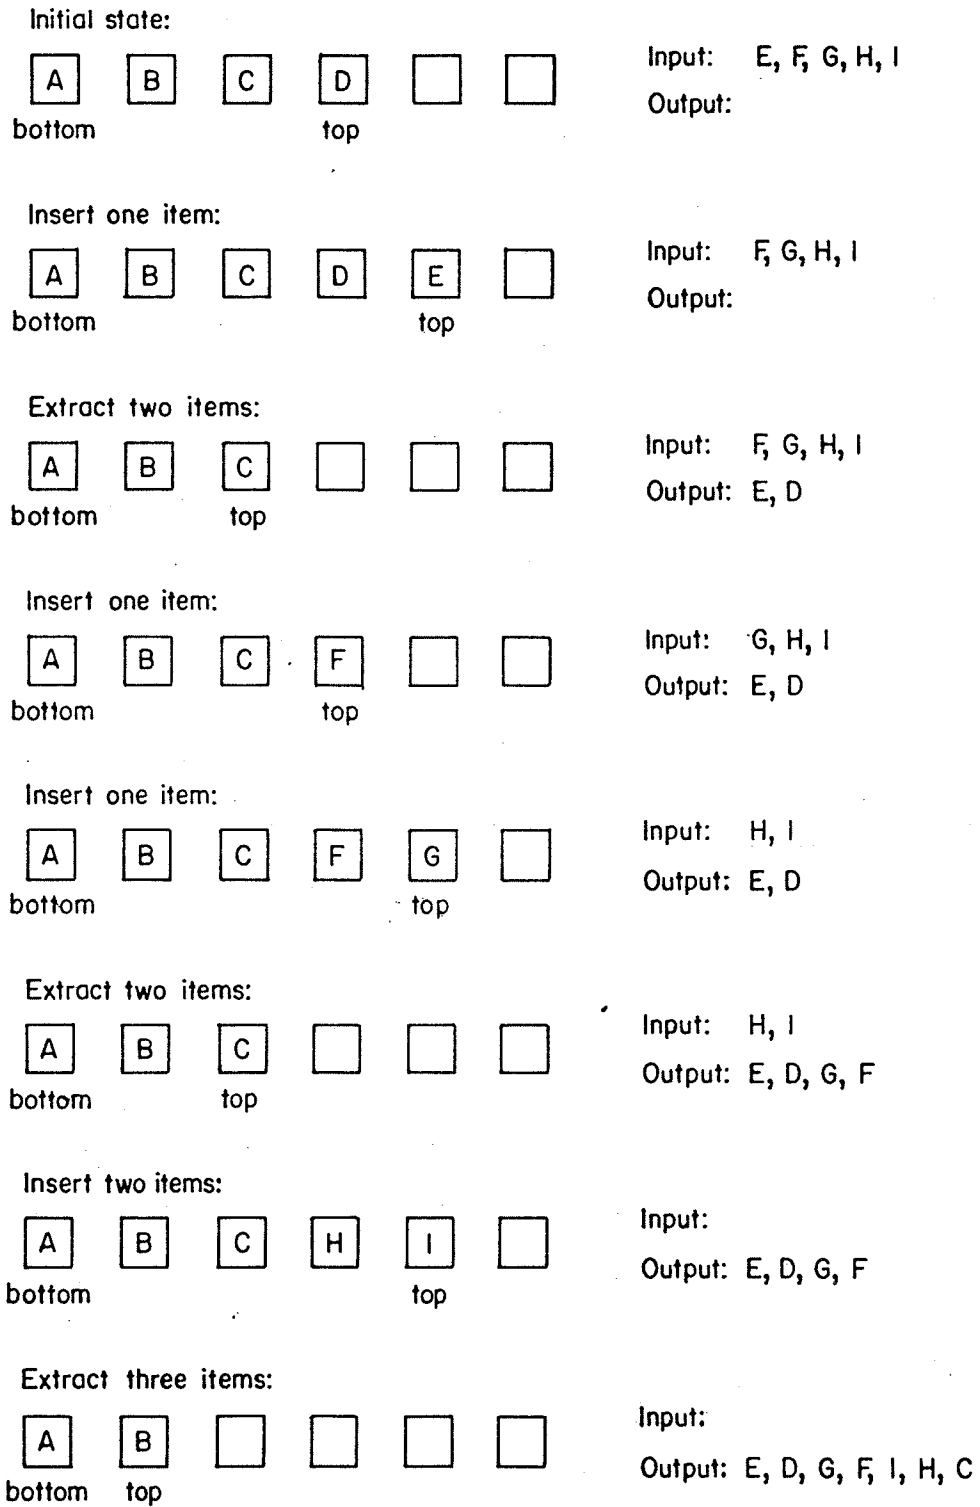 Initial state:
A B C D
bottom top
Input: E, F, G, H, I
Output:
Insert one item:
A B C D E
bottom top
Input: F, G, H, I
Output:
Extract two items:
A B C
bottom top
Input: F, G, H, I
Output: E, D
Insert one item:
A B C F
bottom top
Input: G, H, I
Output: E, D
Insert one item:
A B C F G
bottom top
Input: H, I
Output: E, D
Extract two items:
A B C
bottom top
Input: H, I
Output: E, D, G, F
Insert two items:
A B C H I
bottom top
Input:
Output: E, D, G, F
Extract three items:
A B
bottom top
Input:
Output: E, D, G, F, I, H, C